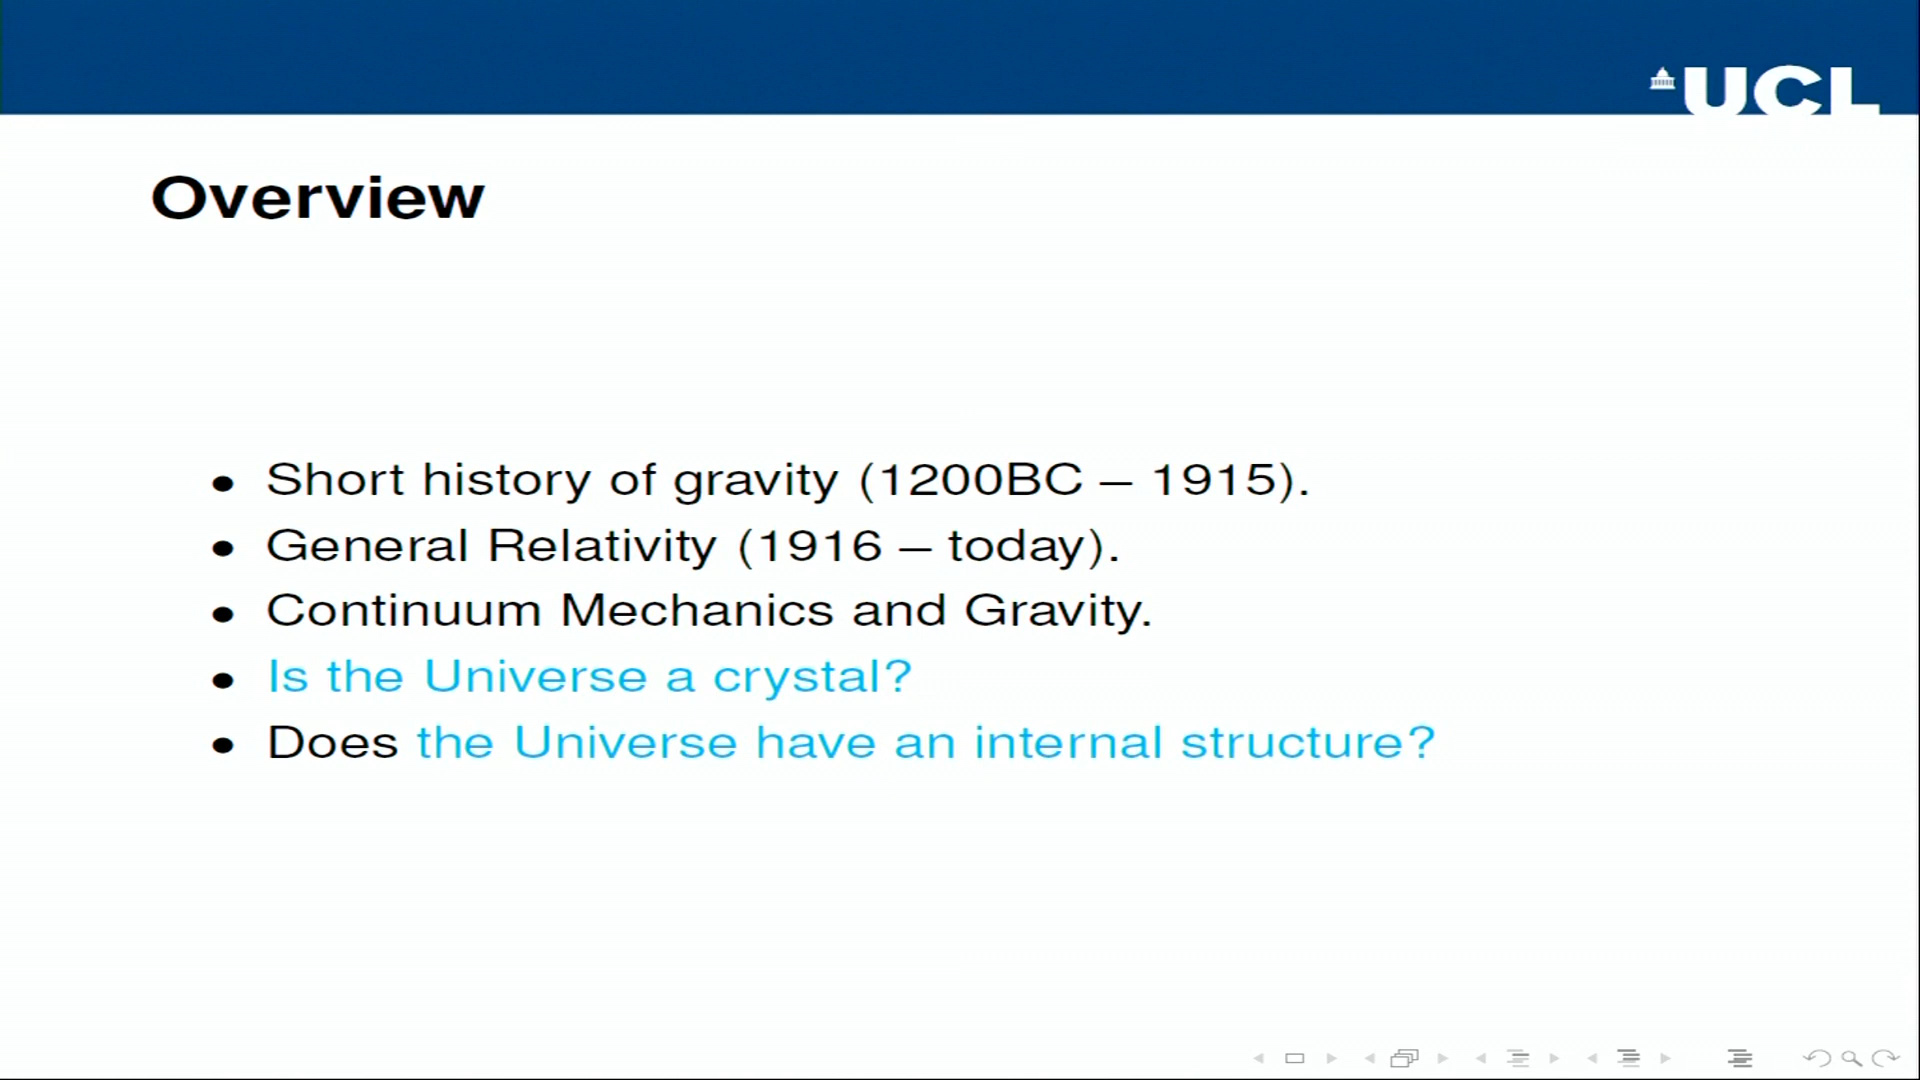 UCL
Overview
• Short history of gravity (1200BC – 1915).
• General Relativity (1916 – today).
• Continuum Mechanics and Gravity.
• Is the Universe a crystal?
• Does the Universe have an internal structure?